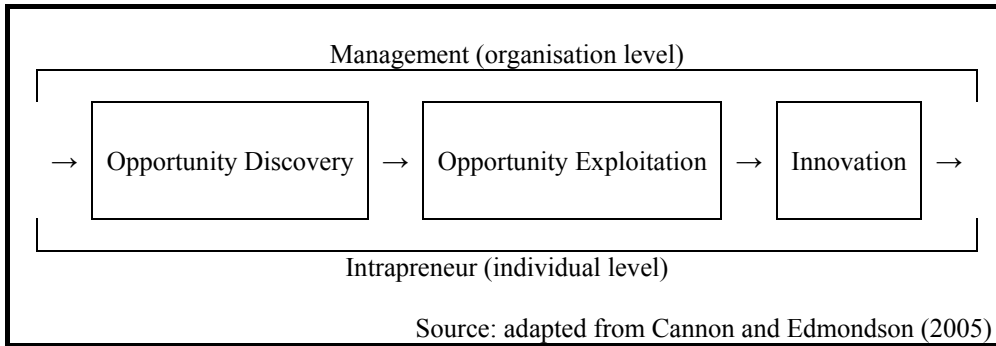 Management (organisation level)
→ Opportunity Discovery → Opportunity Exploitation → Innovation →
Intrapreneur (individual level)
Source: adapted from Cannon and Edmondson (2005)